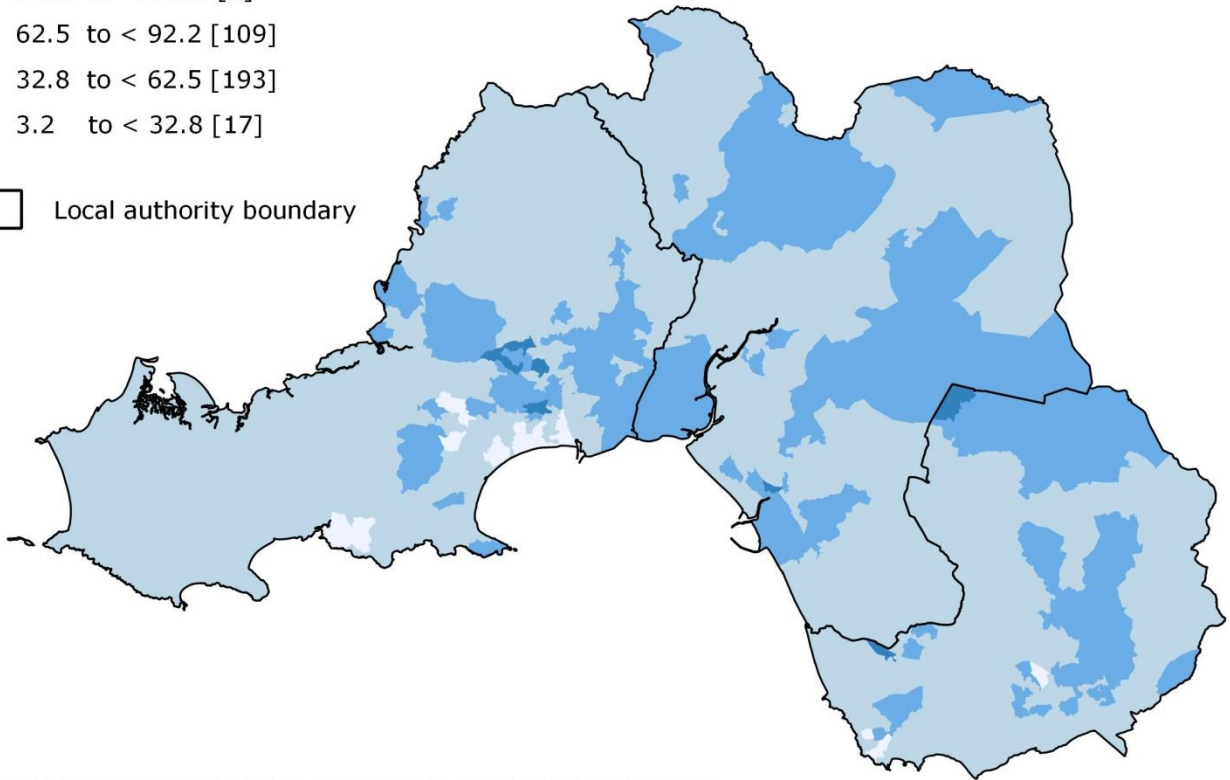 62.5 to < 92.2 [109]
32.8 to < 62.5 [193]
3.2 to < 32.8 [17]
Local authority boundary